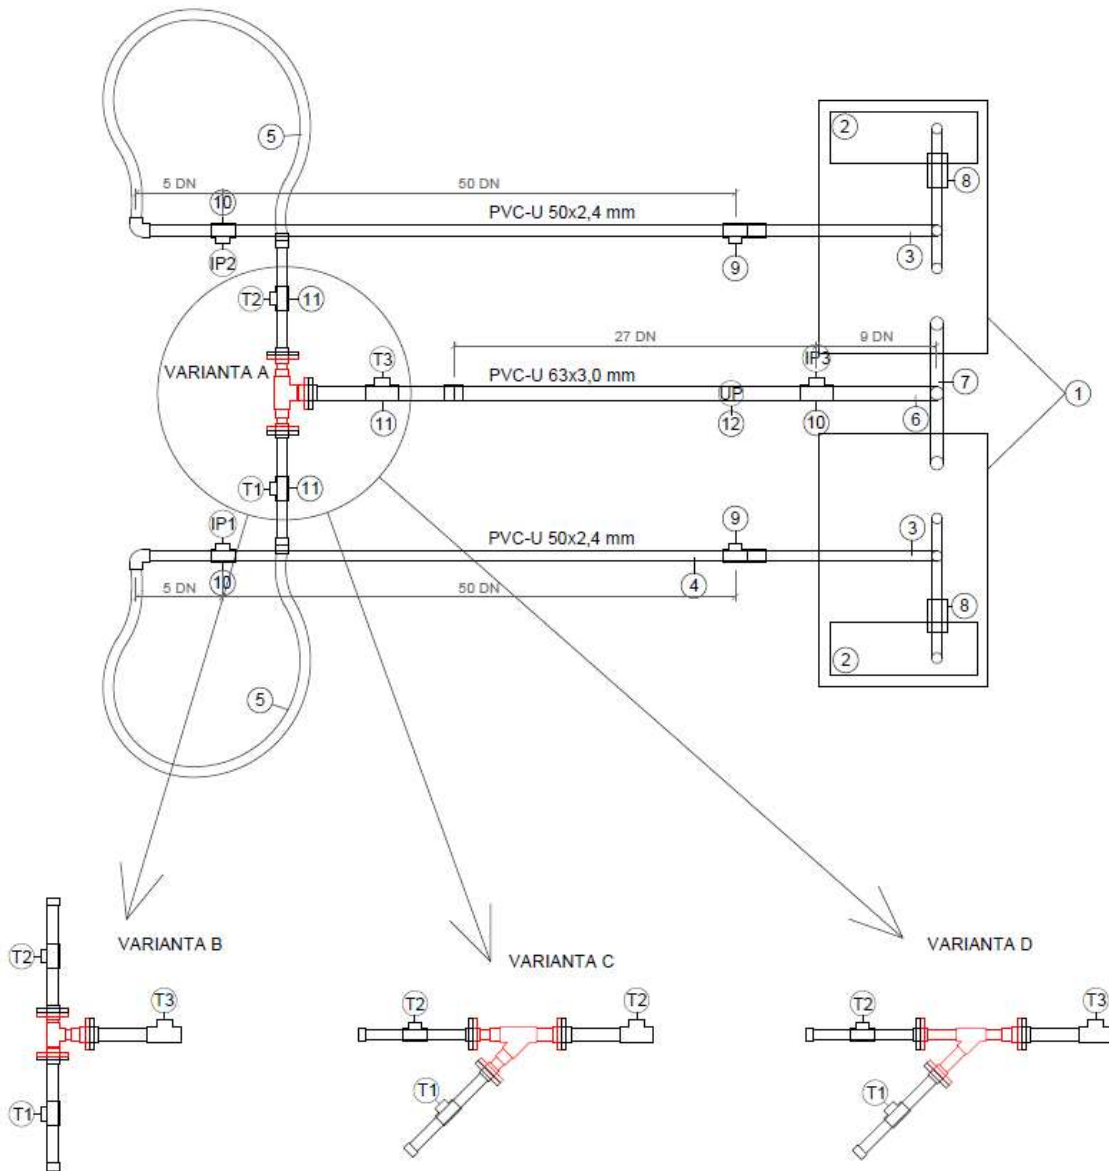 2
5
8
5 DN
50 DN
10
PVC-U 50x2,4 mm
IP2
9
3
T2
11
27 DN
9 DN
VARIANTA A
T3
IP3
PVC-U 63x3,0 mm
7
UP
1
11
12
10
6
T1
11
IP1
9
PVC-U 50x2,4 mm
3
10
4
5 DN
50 DN
8
2
5
VARIANTA B
VARIANTA C
VARIANTA D
T2
T3
T2
T2
T2
T3
T1
T1
T1